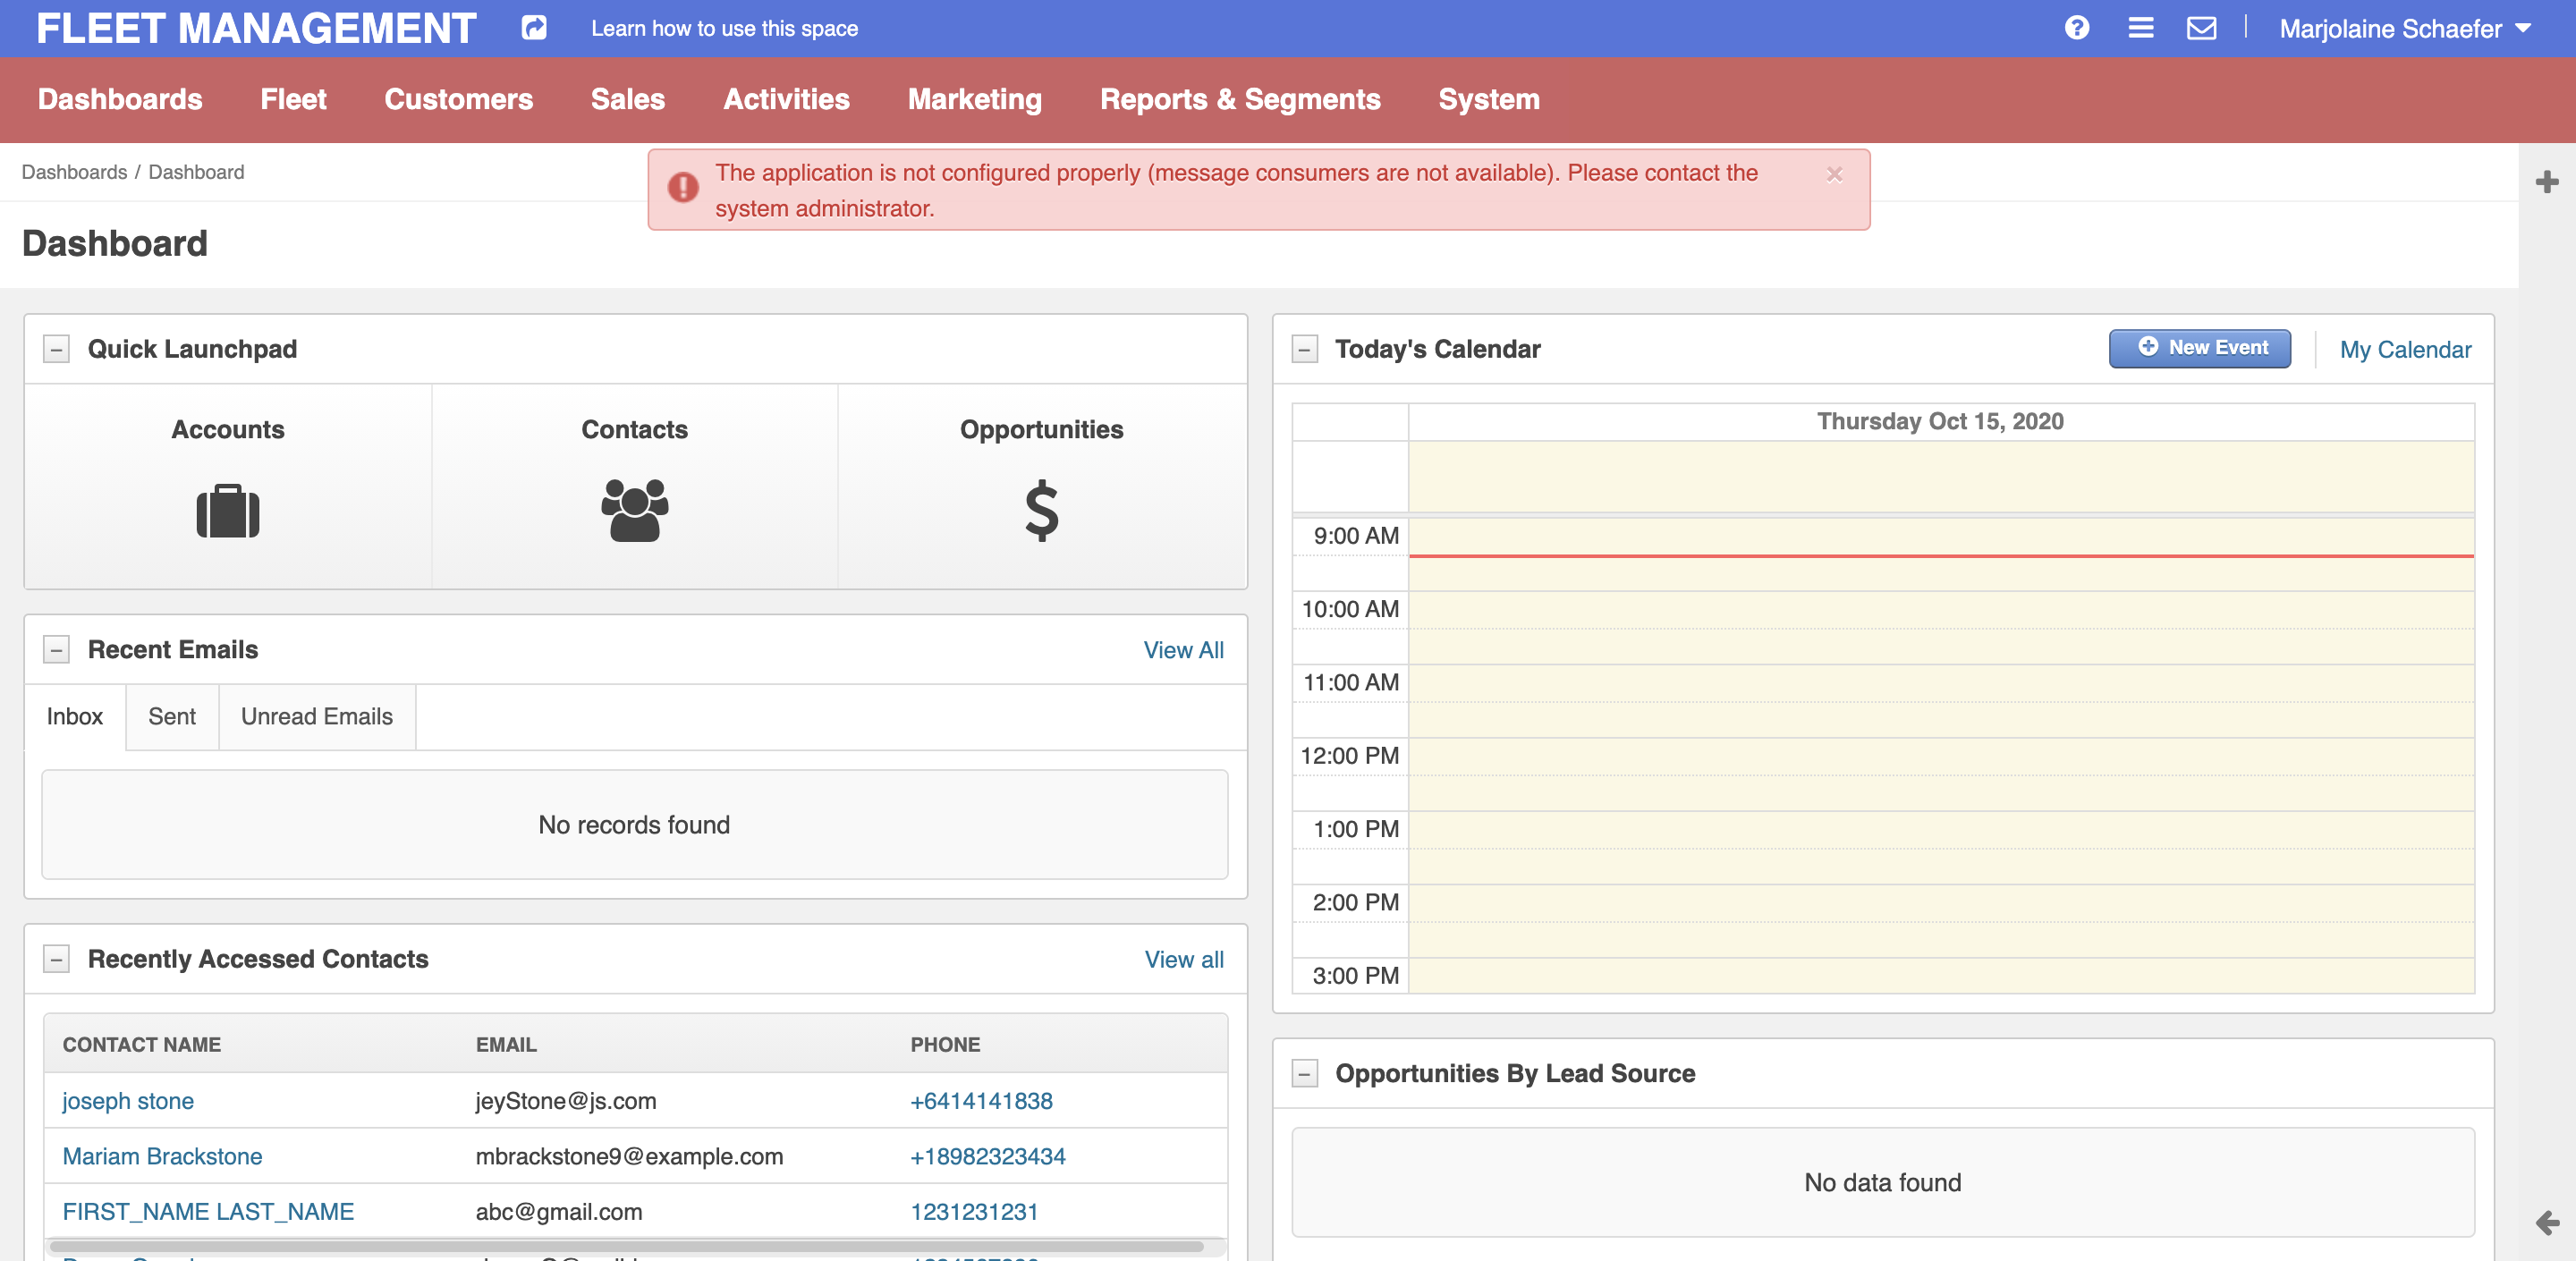 FLEET MANAGEMENT
Learn how to use this space
Marjolaine Schaefer
Dashboards
Fleet
Customers
Sales
Activities
Marketing
Reports & Segments
System
Dashboards / Dashboard
The application is not configured properly (message consumers are not available). Please contact the
system administrator.
×
Dashboard
Quick Launchpad
Accounts
Contacts
Opportunities
Recent Emails
View All
Inbox
Sent
Unread Emails
No records found
Recently Accessed Contacts
View all
CONTACT NAME EMAIL PHONE
joseph stone jeyStone@js.com +6414141838
Mariam Brackstone mbrackstone9@example.com +18982323434
FIRST_NAME LAST_NAME abc@gmail.com 1231231231
Today's Calendar
New Event
My Calendar
Thursday Oct 15, 2020
9:00 AM
10:00 AM
11:00 AM
12:00 PM
1:00 PM
2:00 PM
3:00 PM
Opportunities By Lead Source
No data found